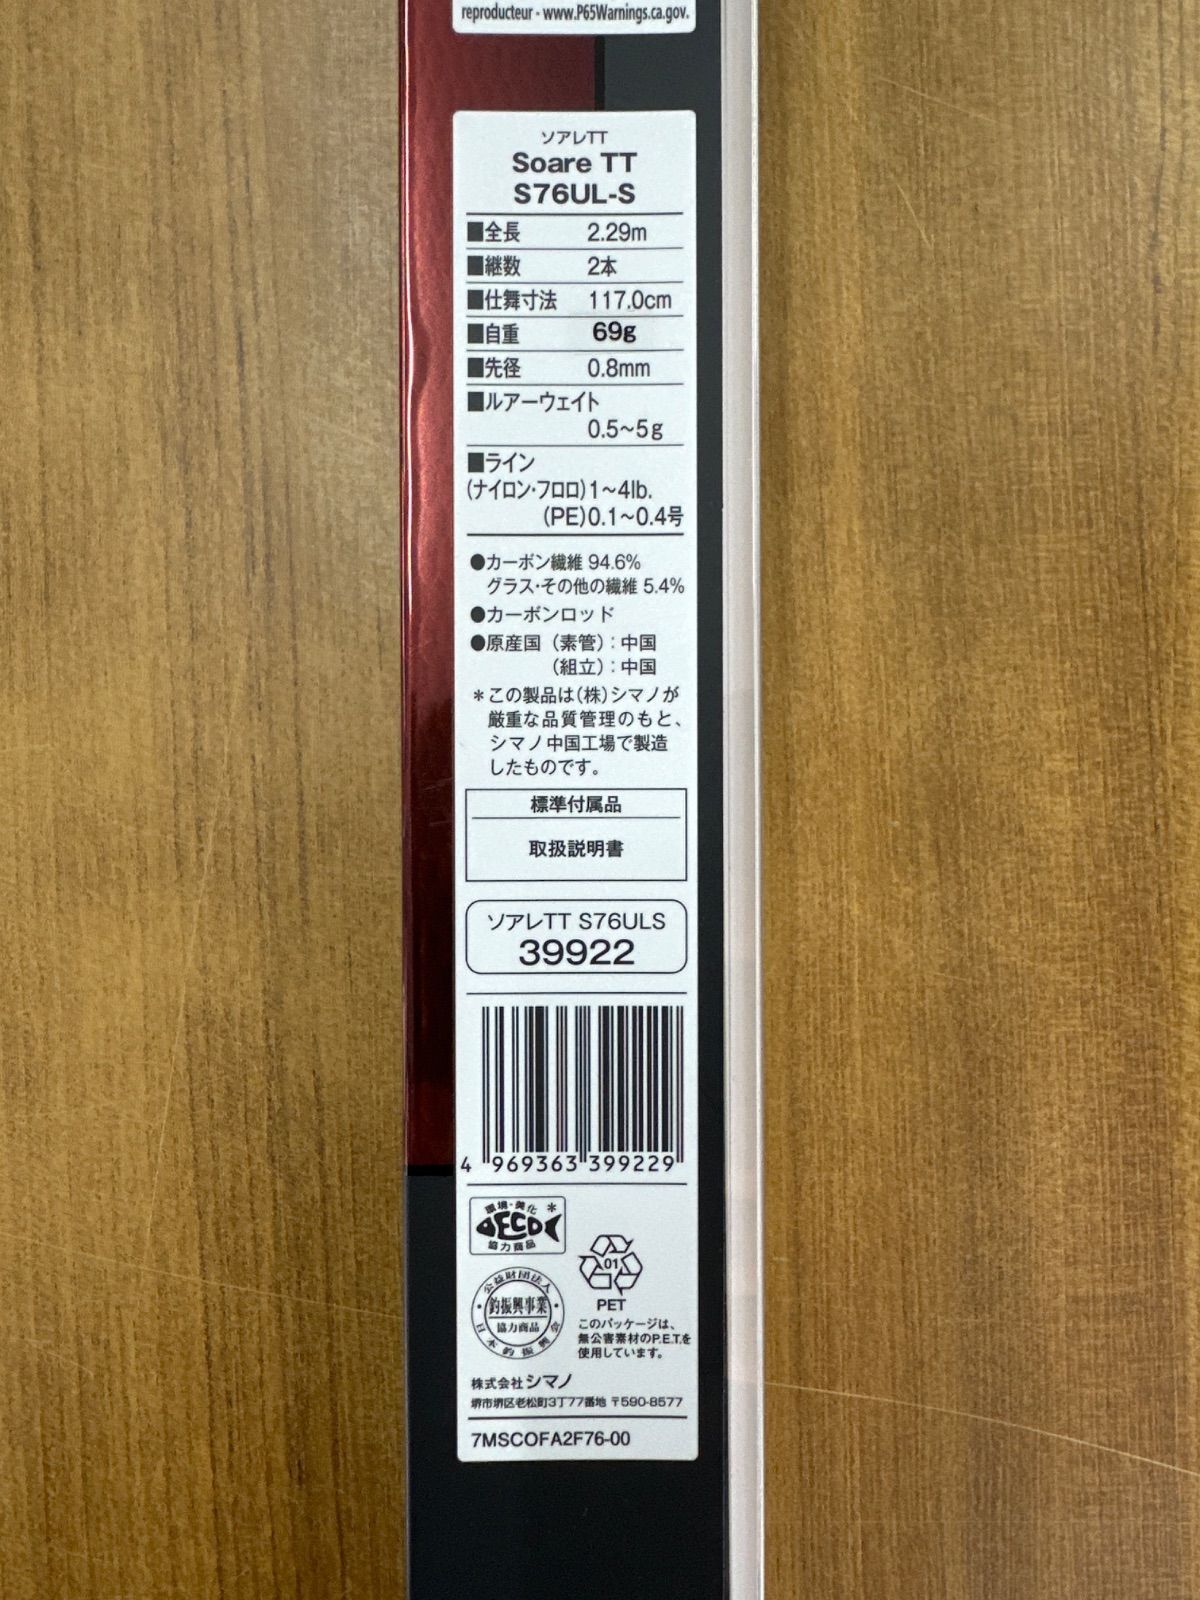 reproducteur - www.P65Warnings.ca.gov.
ソアレTT
Soare TT
S76UL-S
■全長 2.29m
■継数 2本
■仕舞寸法 117.0cm
■自重 69g
■先径 0.8mm
■ルアーウェイト
0.5~5g
■ライン
(ナイロン・フロロ)1~4lb.
(PE)0.1~0.4号
●カーボン繊維 94.6%
グラス・その他の繊維 5.4%
●カーボンロッド
●原産国（素管）：中国
（組立）：中国
＊この製品は(株)シマノが
厳重な品質管理のもと、
シマノ中国工場で製造
したものです。
標準付属品
取扱説明書
ソアレTT S76ULS
39922
4 969363 399229
環境・美化 *
ECO
協力商品
公益財団法人
釣振興事業
協力商品
日本釣振興会
01
PET
このパッケージは、
無公害素材のP.E.T.を
使用しています。
株式会社シマノ
堺市堺区老松町3丁77番地 〒590-8577
7MSCOFA2F76-00